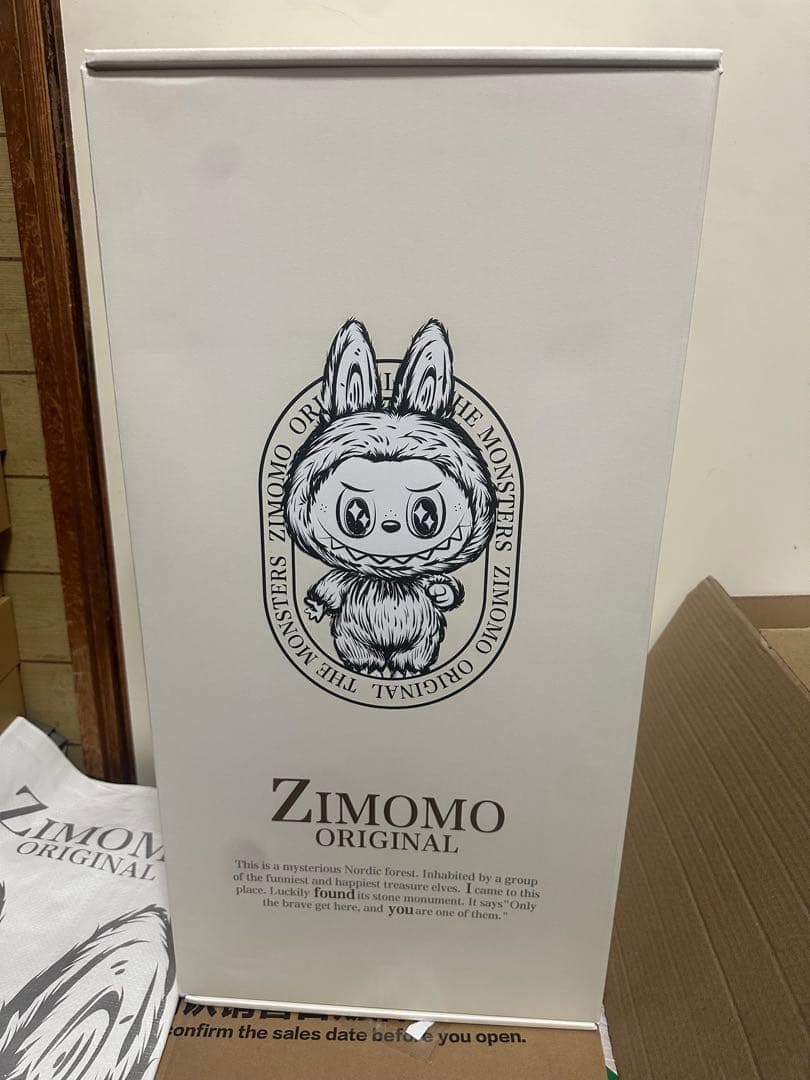 ZIMOMO ORI THE MONSTERS ZIMOMO ORIGINAL THE MONSTERS
ZIMOMO
ORIGINAL
This is a mysterious Nordic forest. Inhabited by a group
of the funniest and happiest treasure elves. I came to this
place. Luckily found its stone monument. It says"Only
the brave get here, and you are one of them."
ZIMOM
ORIGINAL
confirm the sales date before you open.